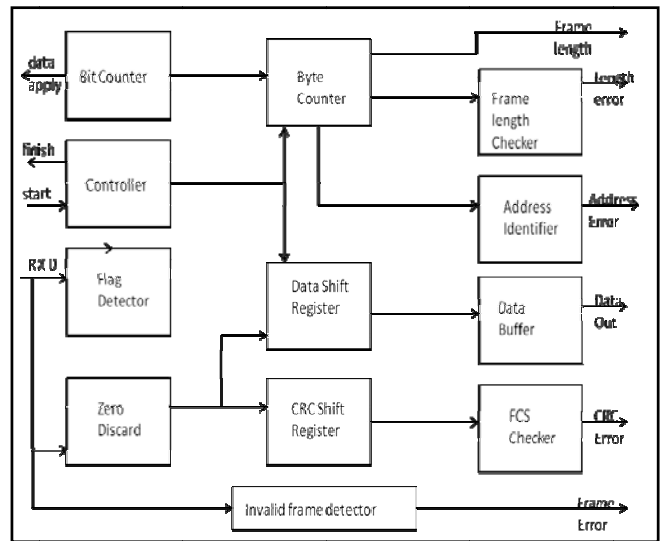 data
apply
Bit Counter
Byte
Counter
Frame
length
Frame
length
Checker
length
error
finish
start
Controller
Address
Identifier
Address
Error
RX D
Flag
Detector
Data Shift
Register
Data
Buffer
Data
Out
Zero
Discard
CRC Shift
Register
FCS
Checker
CRC
Error
Invalid frame detector
Frame
Error